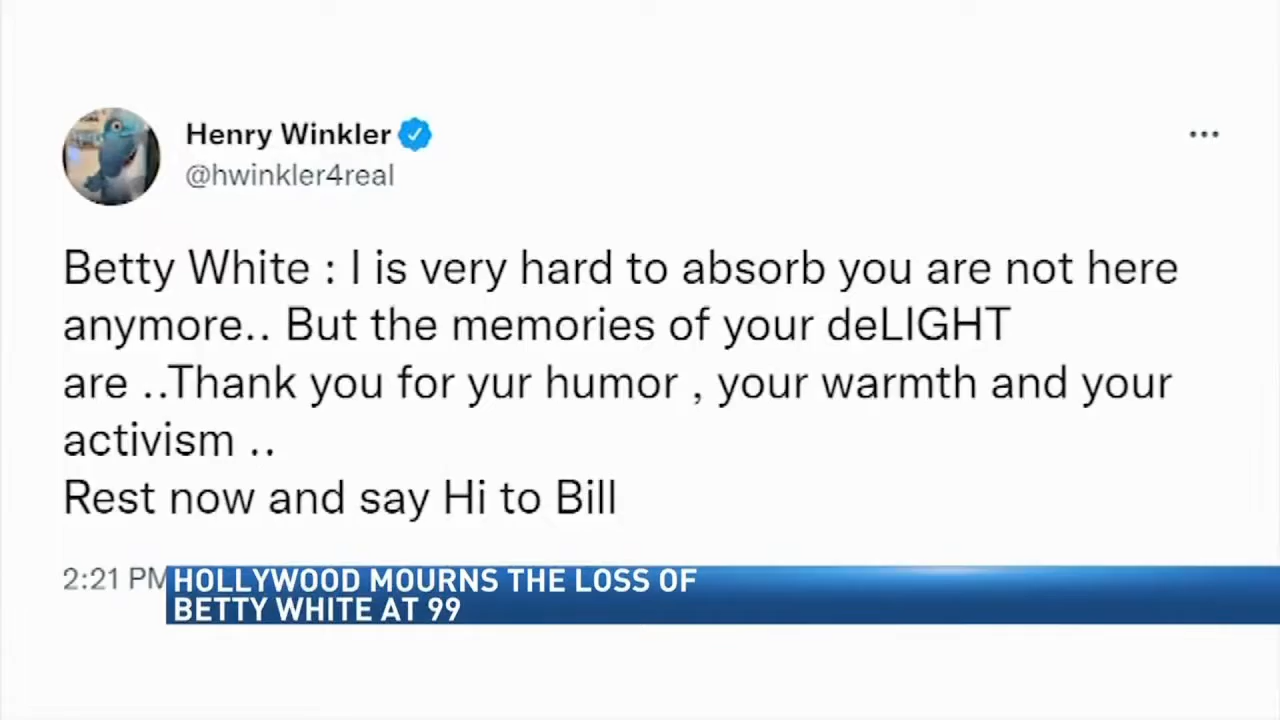 Henry Winkler
@hwinkler4real
Betty White : I is very hard to absorb you are not here
anymore.. But the memories of your deLIGHT
are ..Thank you for yur humor , your warmth and your
activism ..
Rest now and say Hi to Bill
2:21 PM
HOLLYWOOD MOURNS THE LOSS OF
BETTY WHITE AT 99